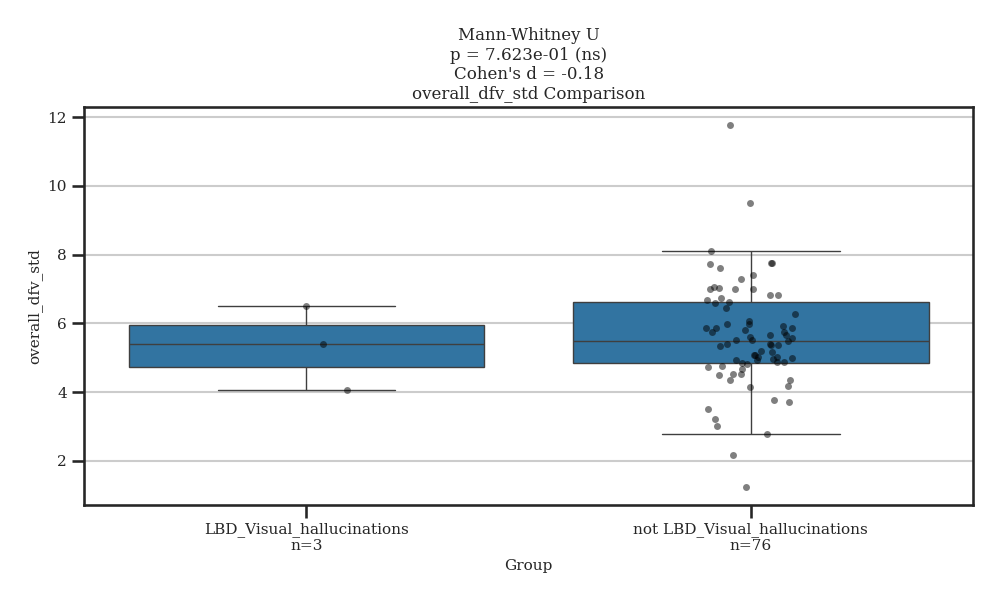 Mann-Whitney U
p = 7.623e-01 (ns)
Cohen's d = -0.18
overall_dfv_std Comparison
12
10
8
6
4
2
overall_dfv_std
LBD_Visual_hallucinations
n=3
not LBD_Visual_hallucinations
n=76
Group